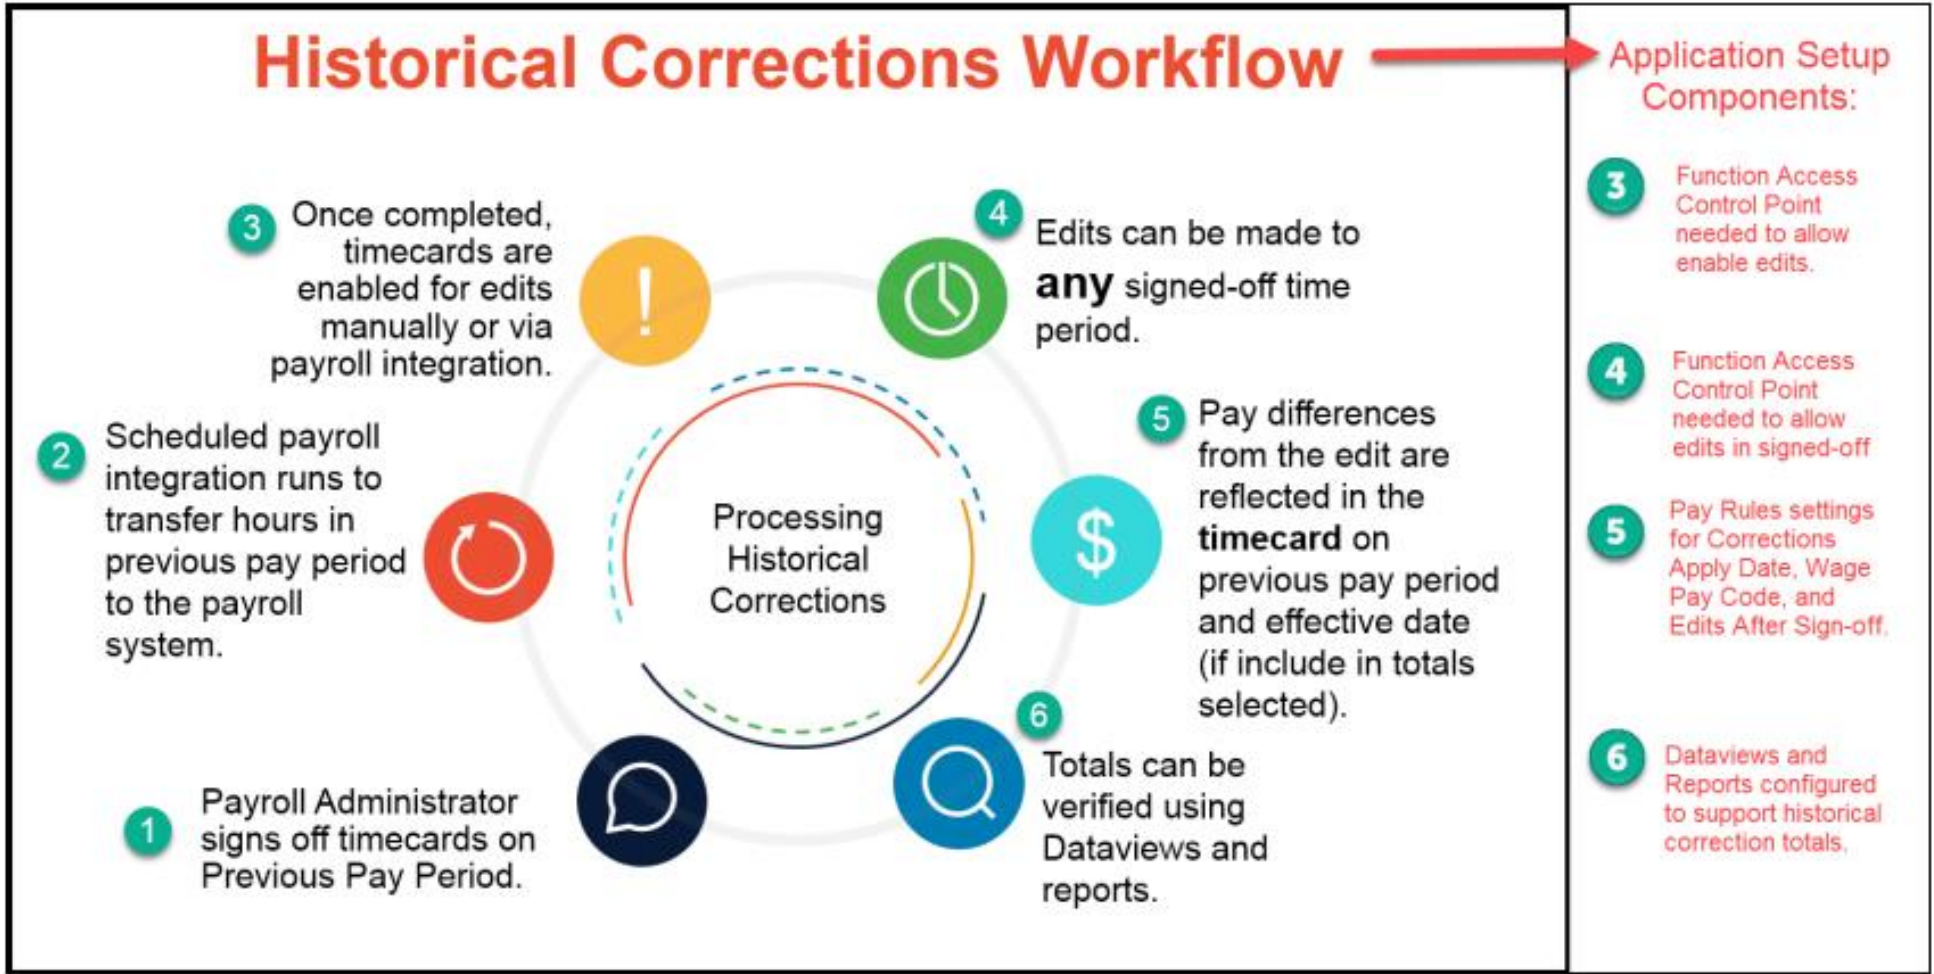 Historical Corrections Workflow
3
Once completed,
timecards are
enabled for edits
manually or via
payroll integration.
4
Edits can be made to
any signed-off time
period.
2
Scheduled payroll
integration runs to
transfer hours in
previous pay period
to the payroll
system.
!
Processing
Historical
Corrections
$
5
Pay differences
from the edit are
reflected in the
timecard on
previous pay period
and effective date
(if include in totals
selected).
1
Payroll Administrator
signs off timecards on
Previous Pay Period.
6
Totals can be
verified using
Dataviews and
reports.
Application Setup
Components:
3
Function Access
Control Point
needed to allow
enable edits.
4
Function Access
Control Point
needed to allow
edits in signed-off
5
Pay Rules settings
for Corrections
Apply Date, Wage
Pay Code, and
Edits After Sign-off.
6
Dataviews and
Reports configured
to support historical
correction totals.